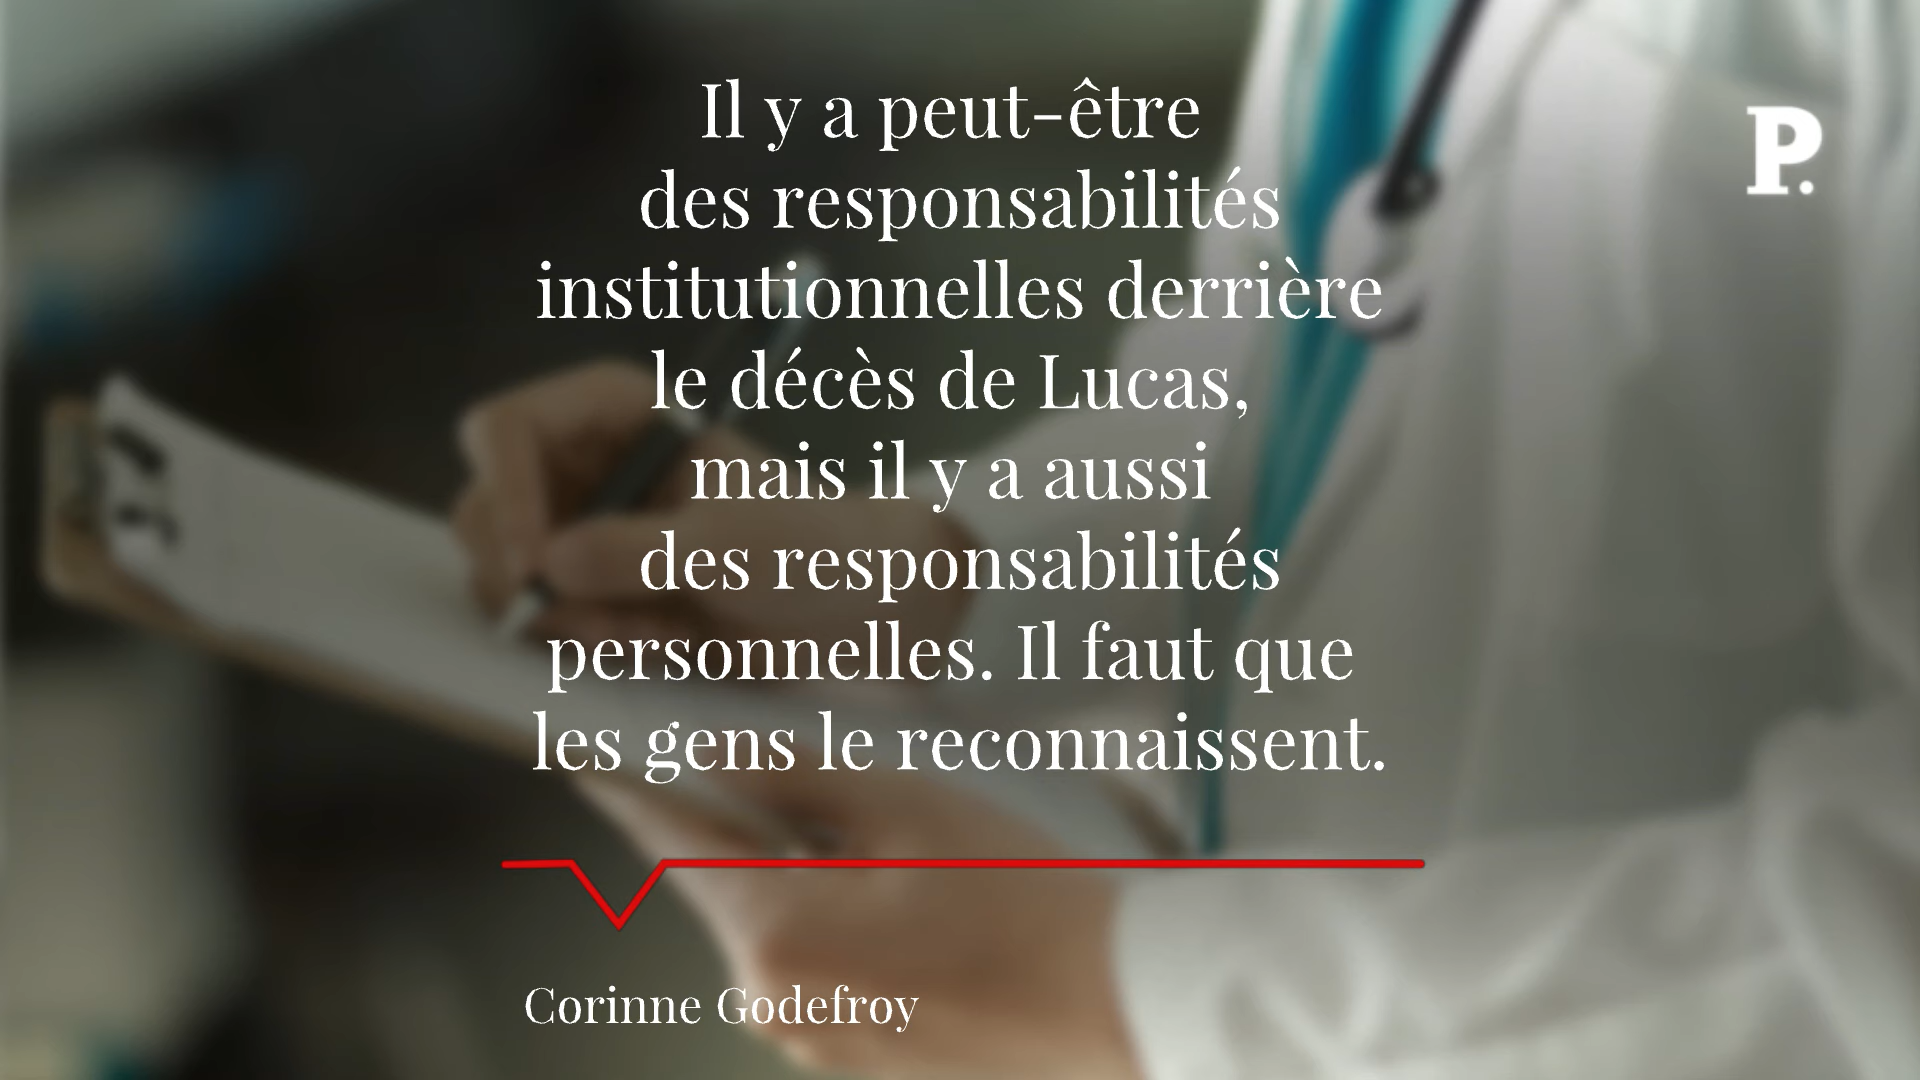 Il y a peut-être
des responsabilités
institutionnelles derrière
le décès de Lucas,
mais il y a aussi
des responsabilités
personnelles. Il faut que
les gens le reconnaissent.
Corinne Godefroy
P.